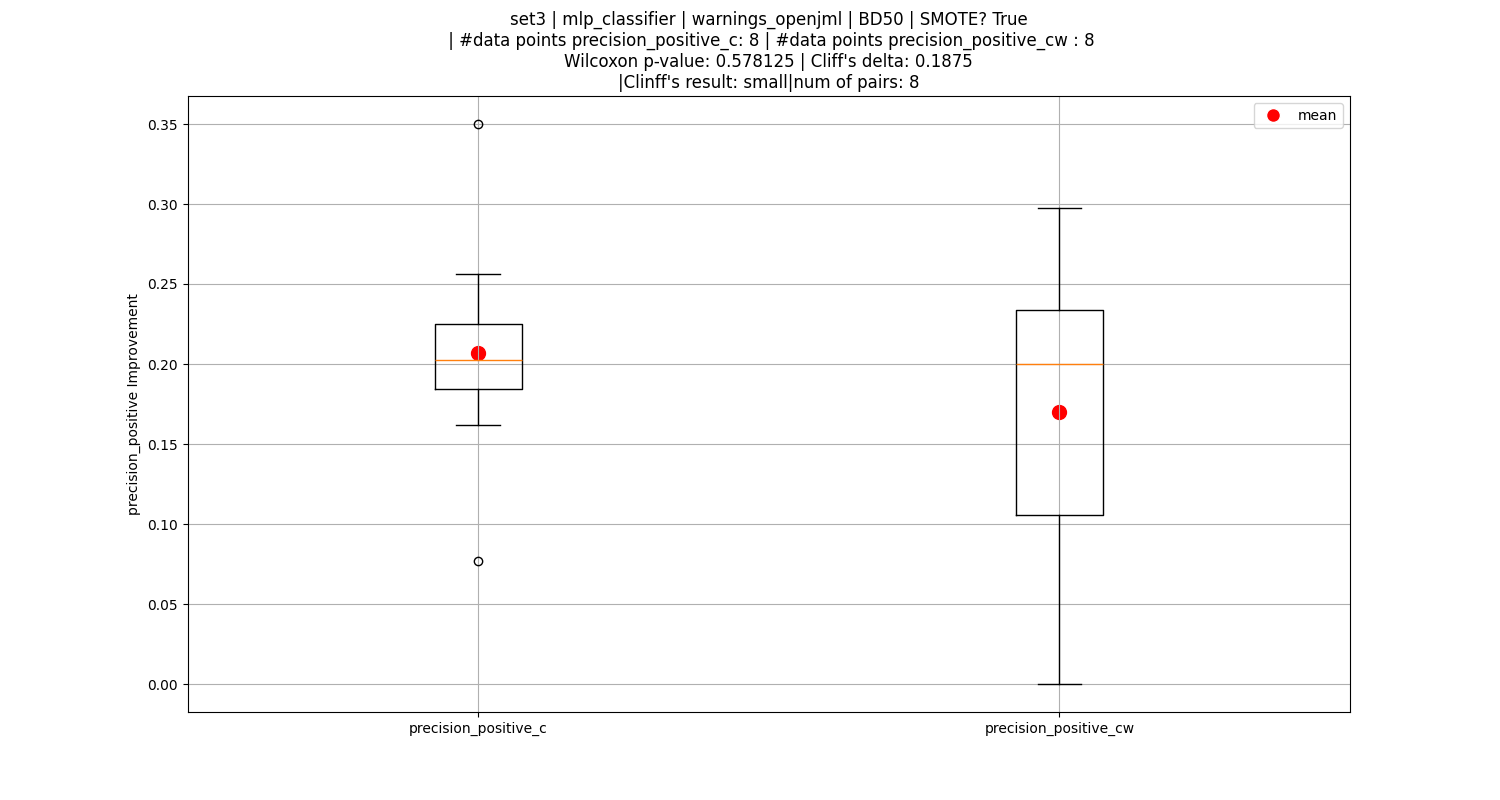 set3 | mlp_classifier | warnings_openjml | BD50 | SMOTE? True
| #data points precision_positive_c: 8 | #data points precision_positive_cw : 8
Wilcoxon p-value: 0.578125 | Cliff's delta: 0.1875
|Clinff's result: small|num of pairs: 8
mean
precision_positive Improvement
0.35
0.30
0.25
0.20
0.15
0.10
0.05
0.00
precision_positive_c
precision_positive_cw